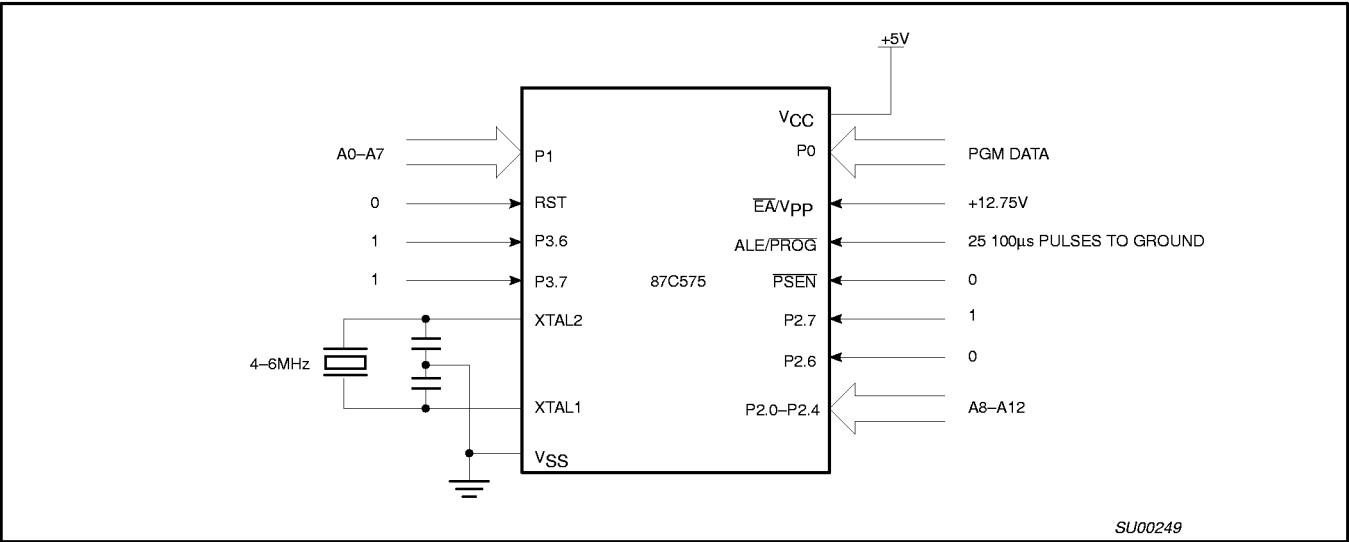 +5V
VCC
A0–A7
P1
P0
PGM DATA
0
RST
EA/VPP
+12.75V
1
P3.6
ALE/PROG
25 100µs PULSES TO GROUND
1
P3.7
87C575
PSEN
0
XTAL2
P2.7
1
4–6MHz
P2.6
0
XTAL1
P2.0–P2.4
A8–A12
VSS
SU00249